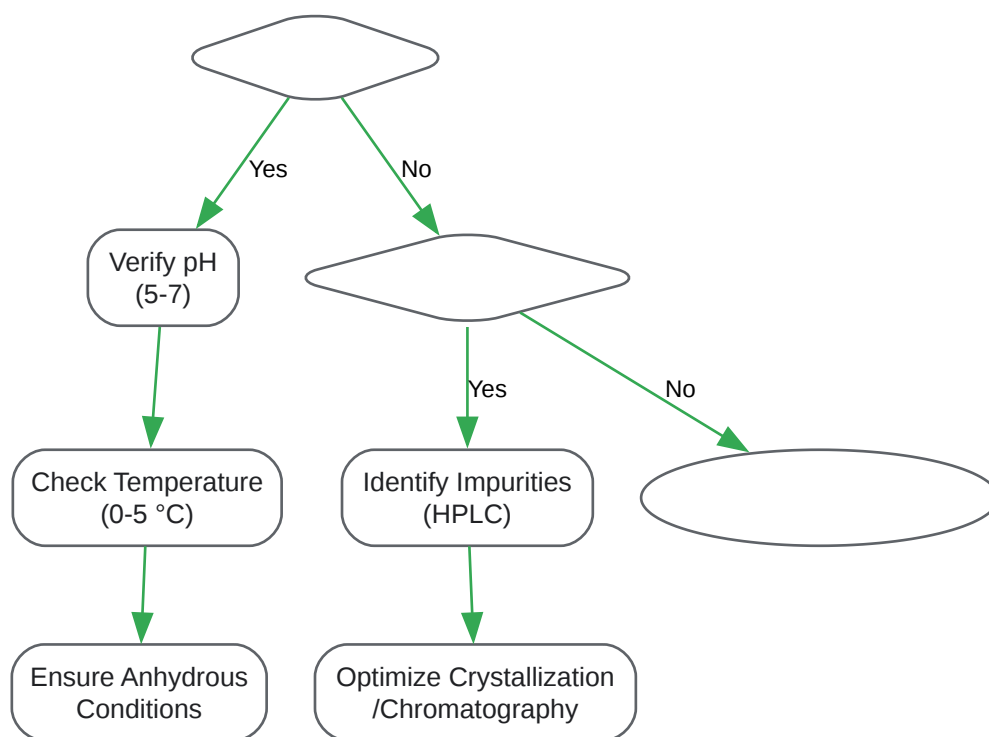 Yes
No
Verify pH
(5-7)
Yes
No
Check Temperature
(0-5 °C)
Identify Impurities
(HPLC)
Ensure Anhydrous
Conditions
Optimize Crystallization
/Chromatography